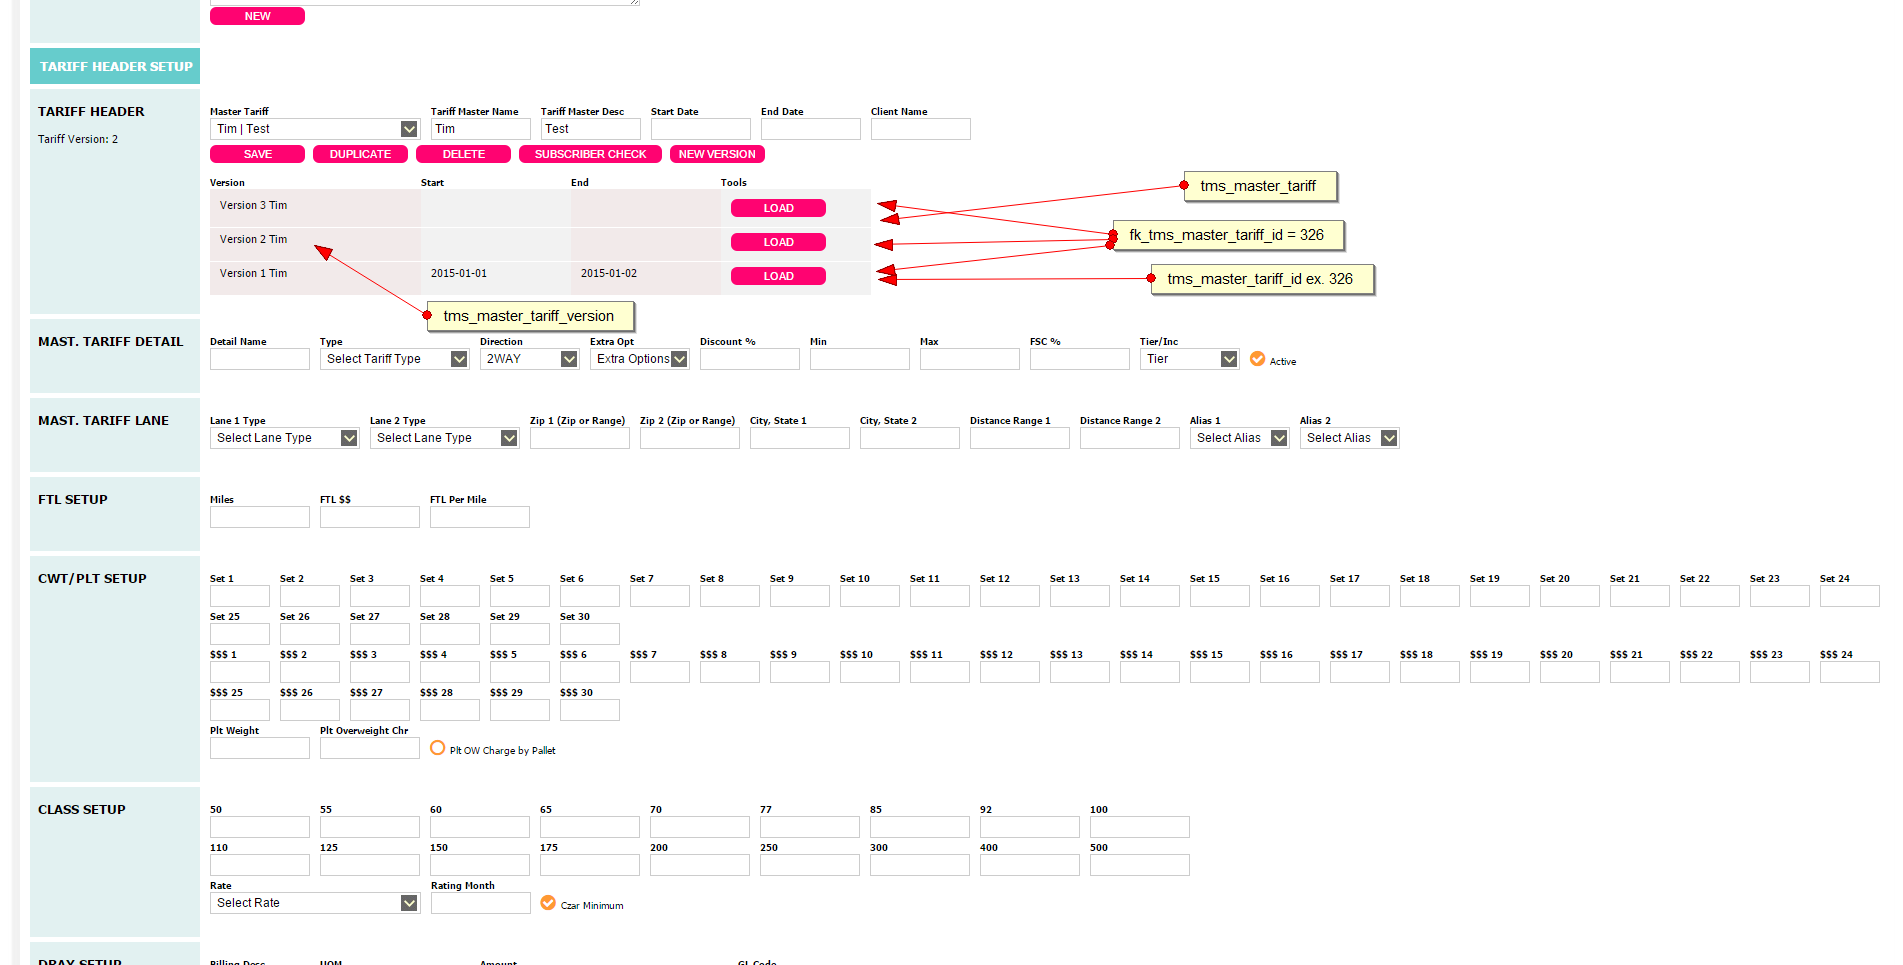 NEW
TARIFF HEADER SETUP
TARIFF HEADER
Tariff Version: 2
Master Tariff Tariff Master Name Tariff Master Desc Start Date End Date Client Name
Tim | Test Tim Test
SAVE DUPLICATE DELETE SUBSCRIBER CHECK NEW VERSION
Version Start End Tools
Version 3 Tim LOAD
Version 2 Tim LOAD
Version 1 Tim 2015-01-01 2015-01-02 LOAD
tms_master_tariff
fk_tms_master_tariff_id = 326
tms_master_tariff_id ex. 326
tms_master_tariff_version
MAST. TARIFF DETAIL
Detail Name Type Direction Extra Opt Discount % Min Max FSC % Tier/Inc
Select Tariff Type 2WAY Extra Options Tier Active
MAST. TARIFF LANE
Lane 1 Type Lane 2 Type Zip 1 (Zip or Range) Zip 2 (Zip or Range) City, State 1 City, State 2 Distance Range 1 Distance Range 2 Alias 1 Alias 2
Select Lane Type Select Lane Type Select Alias Select Alias
FTL SETUP
Miles FTL $$ FTL Per Mile
CWT/PLT SETUP
Set 1 Set 2 Set 3 Set 4 Set 5 Set 6 Set 7 Set 8 Set 9 Set 10 Set 11 Set 12 Set 13 Set 14 Set 15 Set 16 Set 17 Set 18 Set 19 Set 20 Set 21 Set 22 Set 23 Set 24
Set 25 Set 26 Set 27 Set 28 Set 29 Set 30
$$$ 1 $$$ 2 $$$ 3 $$$ 4 $$$ 5 $$$ 6 $$$ 7 $$$ 8 $$$ 9 $$$ 10 $$$ 11 $$$ 12 $$$ 13 $$$ 14 $$$ 15 $$$ 16 $$$ 17 $$$ 18 $$$ 19 $$$ 20 $$$ 21 $$$ 22 $$$ 23 $$$ 24
$$$ 25 $$$ 26 $$$ 27 $$$ 28 $$$ 29 $$$ 30
Plt Weight Plt Overweight Chr
Plt OW Charge by Pallet
CLASS SETUP
50 55 60 65 70 77 85 92 100
110 125 150 175 200 250 300 400 500
Rate Rating Month
Select Rate Czar Minimum
DRAY SETUP
Billing Desc UOM Amount GL Code